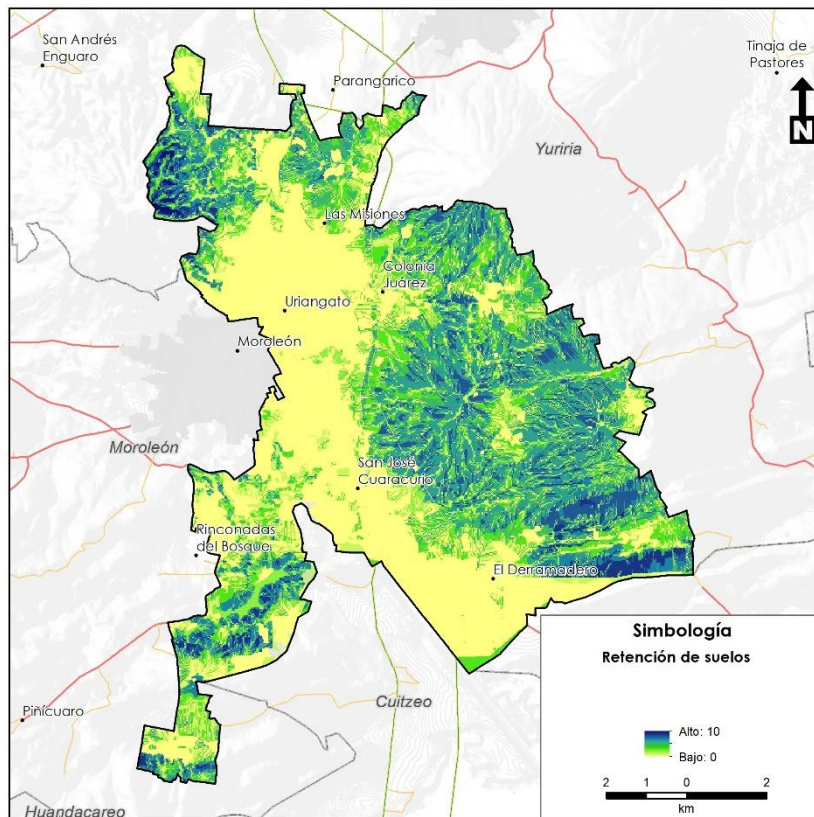 San Andrés
Enguaro
Parangarico
Tinaja de
Pastores
N
Yuriria
Las Misiones
Colonia
Juárez
Uriangato
Moroleón
Moroleón
San José
Cuaracurio
Rinconadas
del Bosque
El Derramadero
Cuitzeo
Piñícuaro
Huandacareo
Simbología
Retención de suelos
Alto: 10
Bajo: 0
2 1 0 2
km